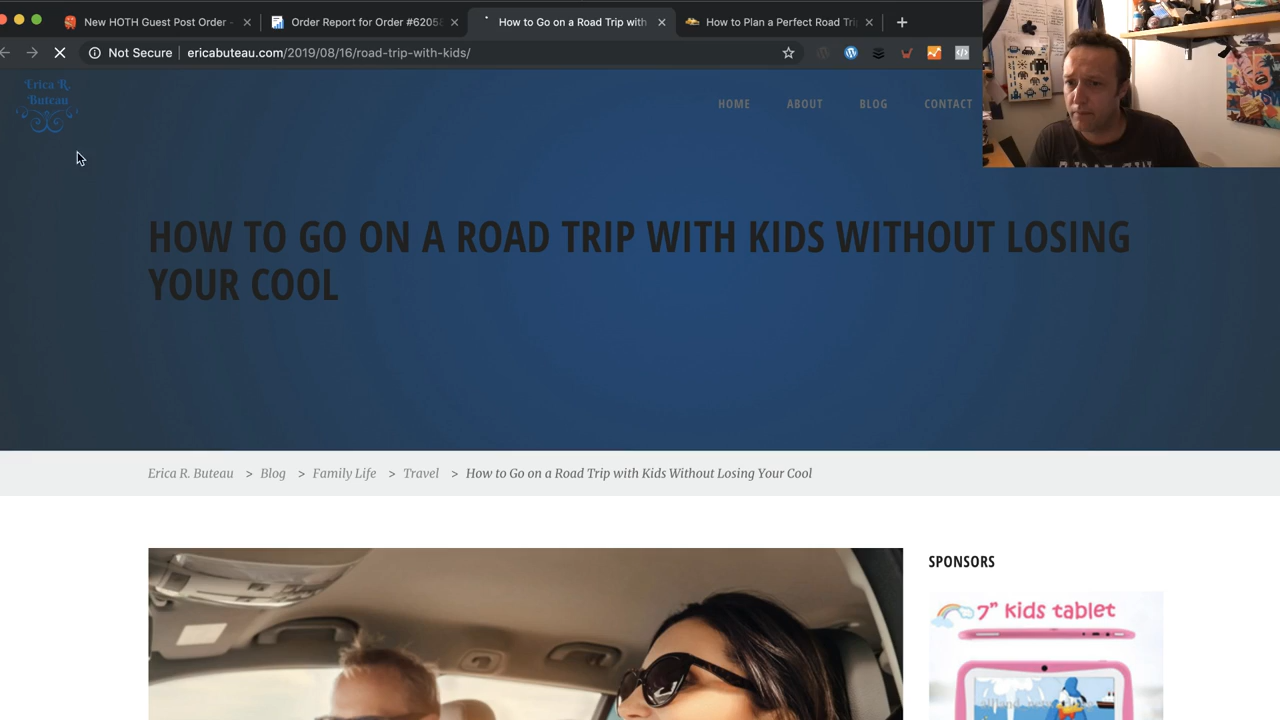 New HOTH Guest Post Order -
Order Report for Order #6205
How to Go on a Road Trip with
How to Plan a Perfect Road Trip
Not Secure
ericabuteau.com/2019/08/16/road-trip-with-kids/
Erica R.
Buteau
HOME
ABOUT
BLOG
CONTACT
HOW TO GO ON A ROAD TRIP WITH KIDS WITHOUT LOSING
YOUR COOL
Erica R. Buteau > Blog > Family Life > Travel > How to Go on a Road Trip with Kids Without Losing Your Cool
SPONSORS
7" kids tablet